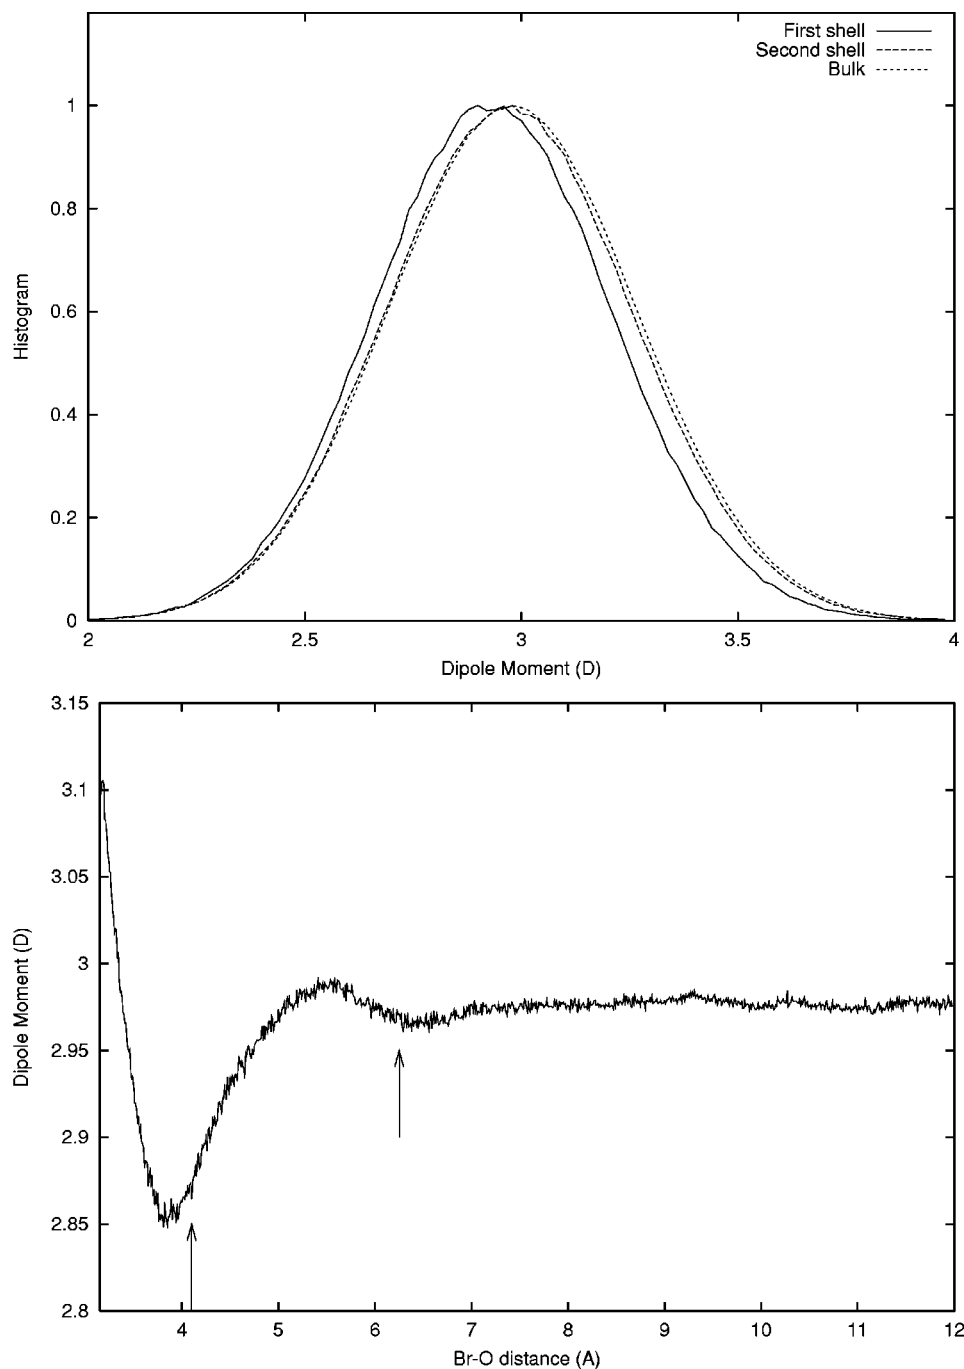 First shell
Second shell
Bulk
1
0.8
0.6
0.4
0.2
0
Histogram
2 2.5 3 3.5 4
Dipole Moment (D)
3.15
3.1
3.05
3
2.95
2.9
2.85
2.8
Dipole Moment (D)
4 5 6 7 8 9 10 11 12
Br-O distance (A)